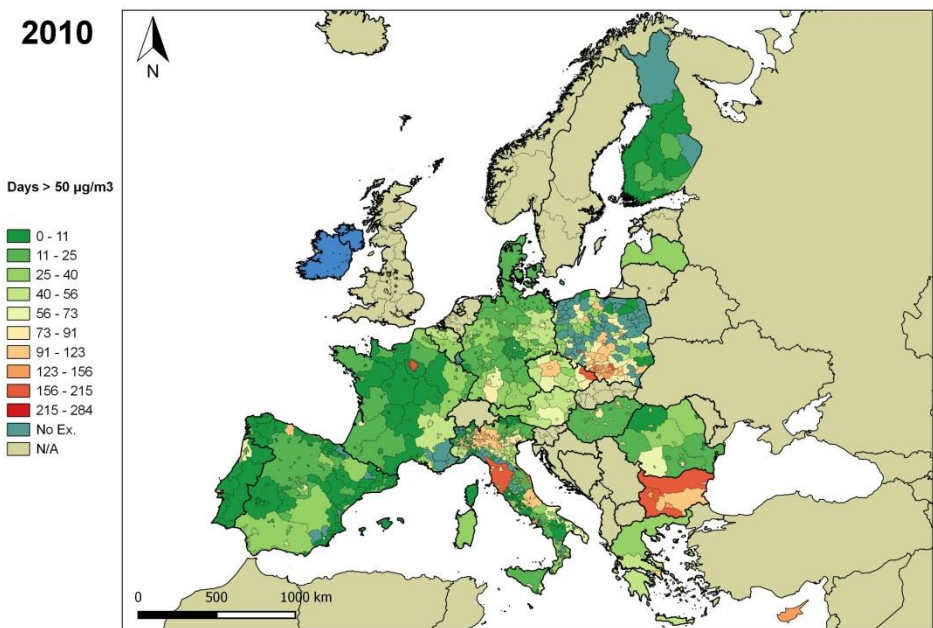 2010
N
Days > 50 µg/m3
0 - 11
11 - 25
25 - 40
40 - 56
56 - 73
73 - 91
91 - 123
123 - 156
156 - 215
215 - 284
No Ex.
N/A
0 500 1000 km